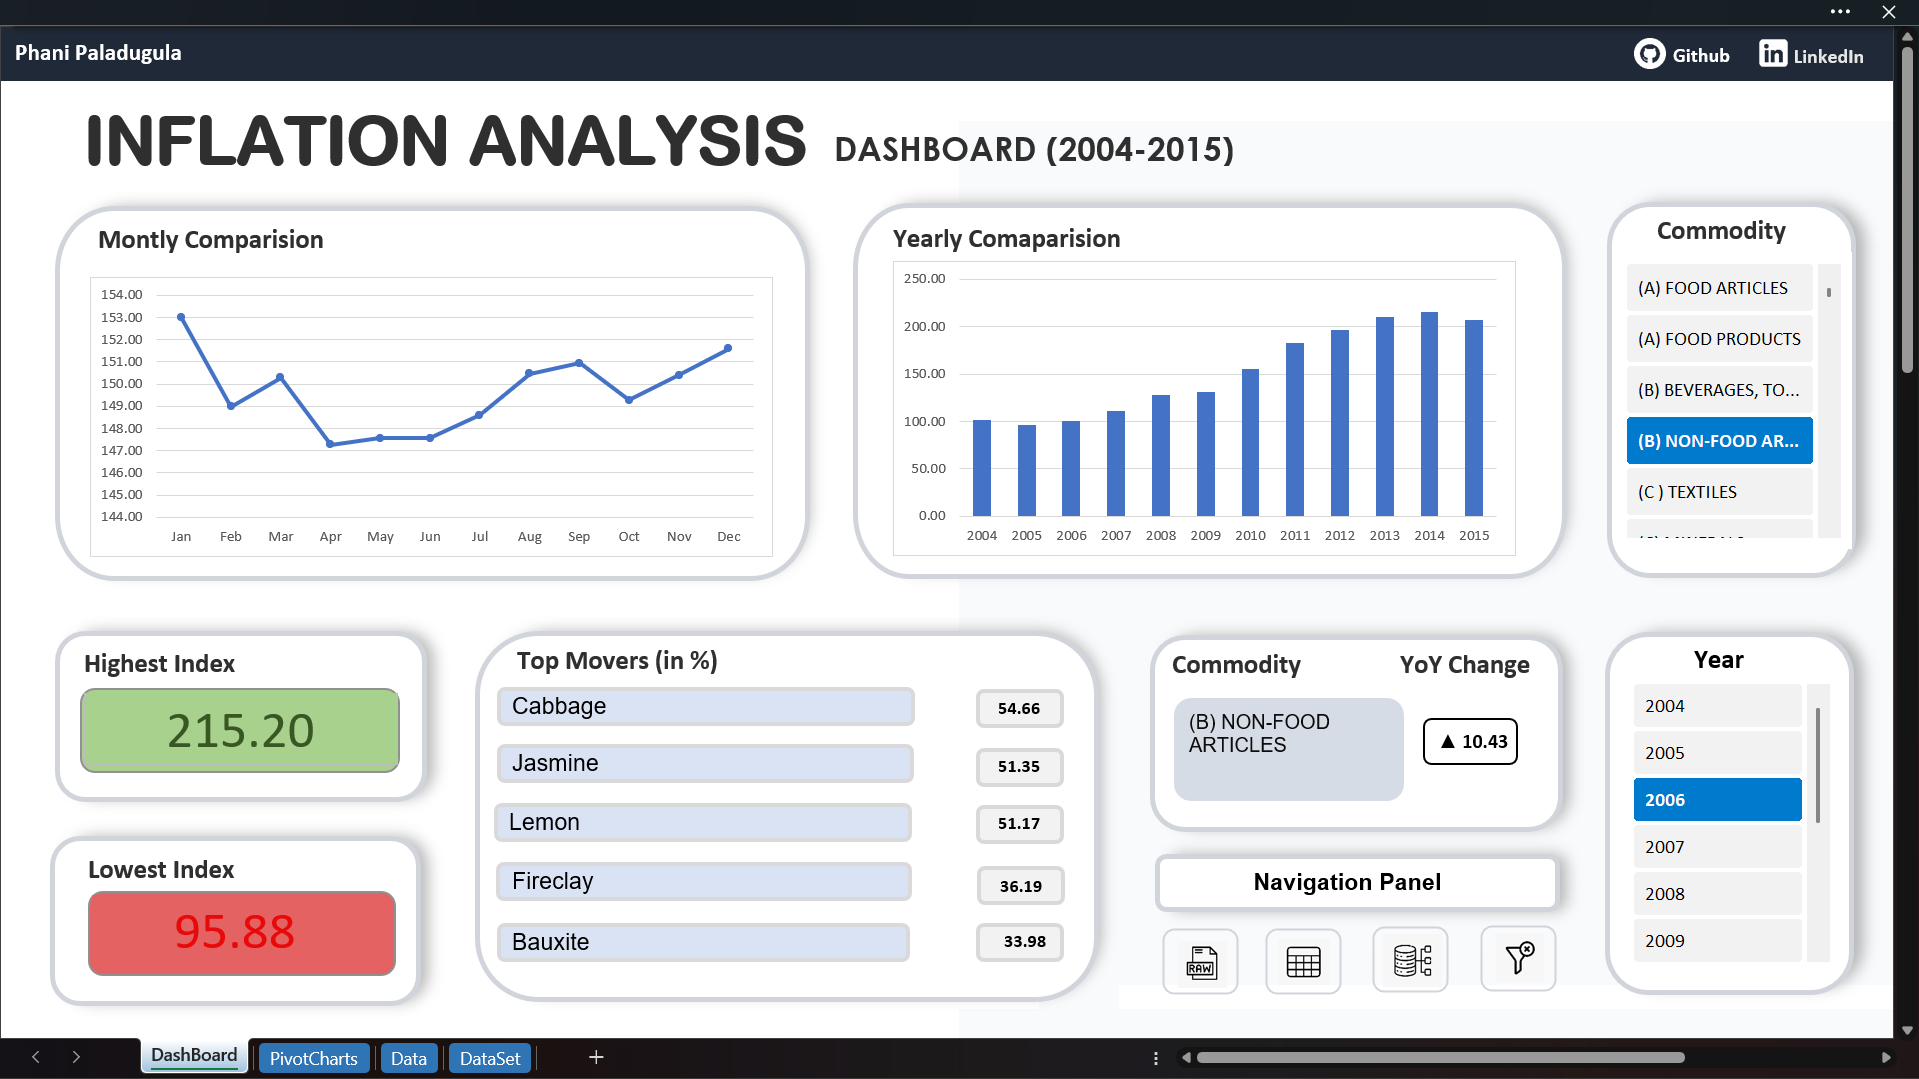 Phani Paladugula
Github
LinkedIn
INFLATION ANALYSIS DASHBOARD (2004-2015)
Montly Comparision
154.00
153.00
152.00
151.00
150.00
149.00
148.00
147.00
146.00
145.00
144.00
Jan Feb Mar Apr May Jun Jul Aug Sep Oct Nov Dec
Yearly Comaparision
250.00
200.00
150.00
100.00
50.00
0.00
2004 2005 2006 2007 2008 2009 2010 2011 2012 2013 2014 2015
Commodity
(A) FOOD ARTICLES
(A) FOOD PRODUCTS
(B) BEVERAGES, TO...
(B) NON-FOOD AR...
(C ) TEXTILES
Highest Index
215.20
Lowest Index
95.88
Top Movers (in %)
Cabbage 54.66
Jasmine 51.35
Lemon 51.17
Fireclay 36.19
Bauxite 33.98
Commodity YoY Change
(B) NON-FOOD
ARTICLES
▲ 10.43
Navigation Panel
RAW
Year
2004
2005
2006
2007
2008
2009
DashBoard PivotCharts Data DataSet